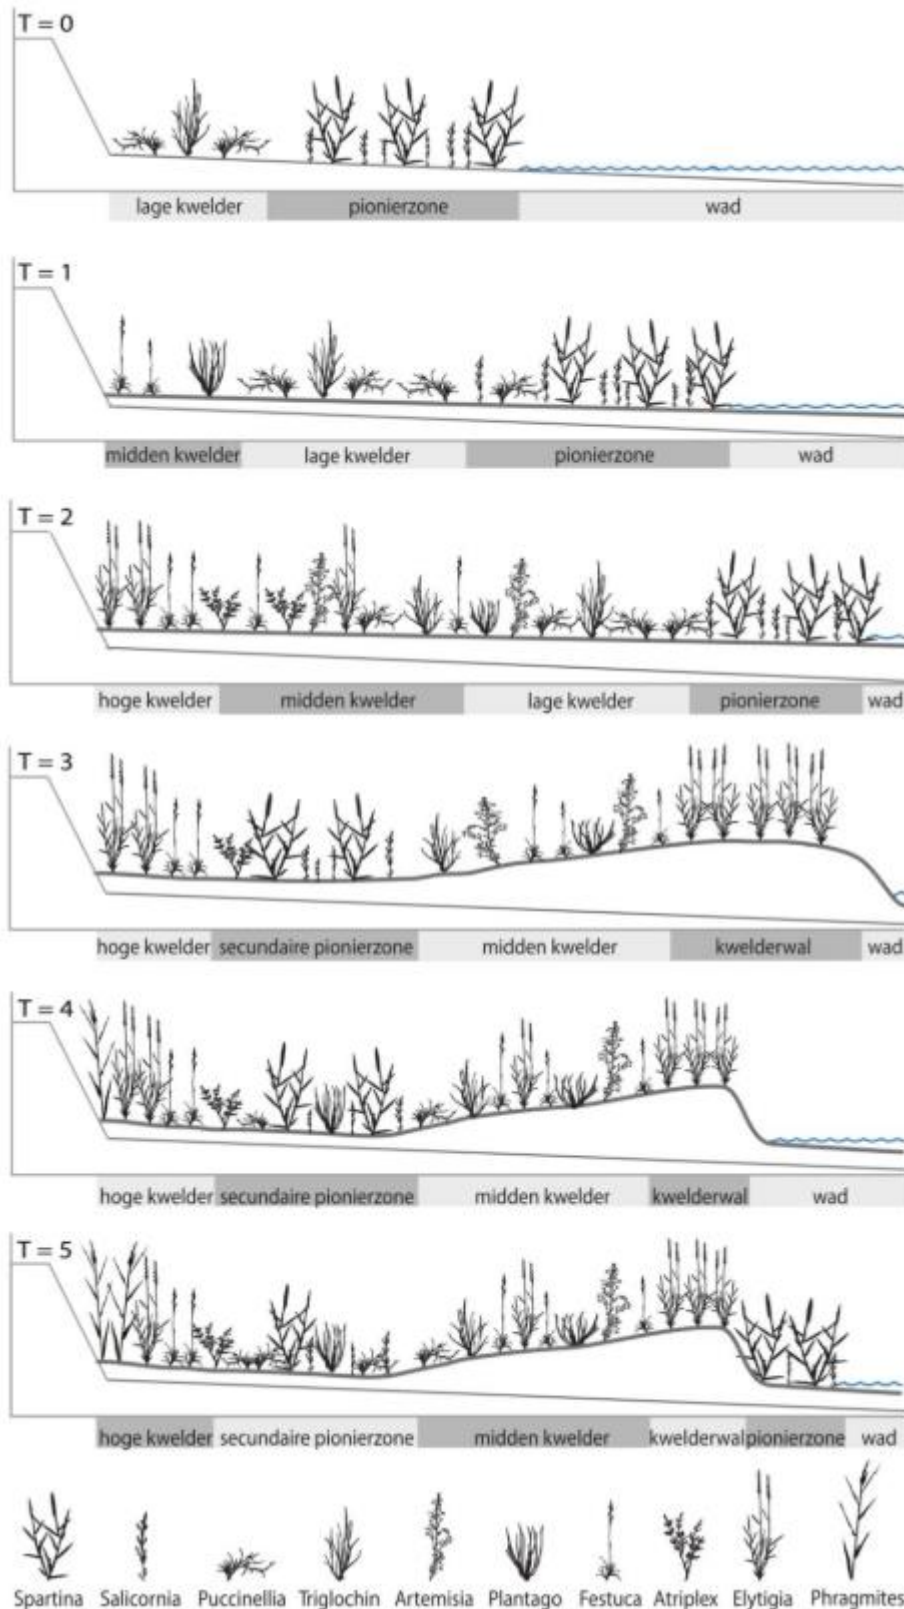 T = 0
lage kwelder pionierzone wad
T = 1
midden kwelder lage kwelder pionierzone wad
T = 2
hoge kwelder midden kwelder lage kwelder pionierzone wad
T = 3
hoge kwelder secundaire pionierzone midden kwelder kwelderwal wad
T = 4
hoge kwelder secundaire pionierzone midden kwelder kwelderwal wad
T = 5
hoge kwelder secundaire pionierzone midden kwelder kwelderwal pionierzone wad
Spartina Salicornia Puccinellia Triglochin Artemisia Plantago Festuca Atriplex Elytigia Phragmites